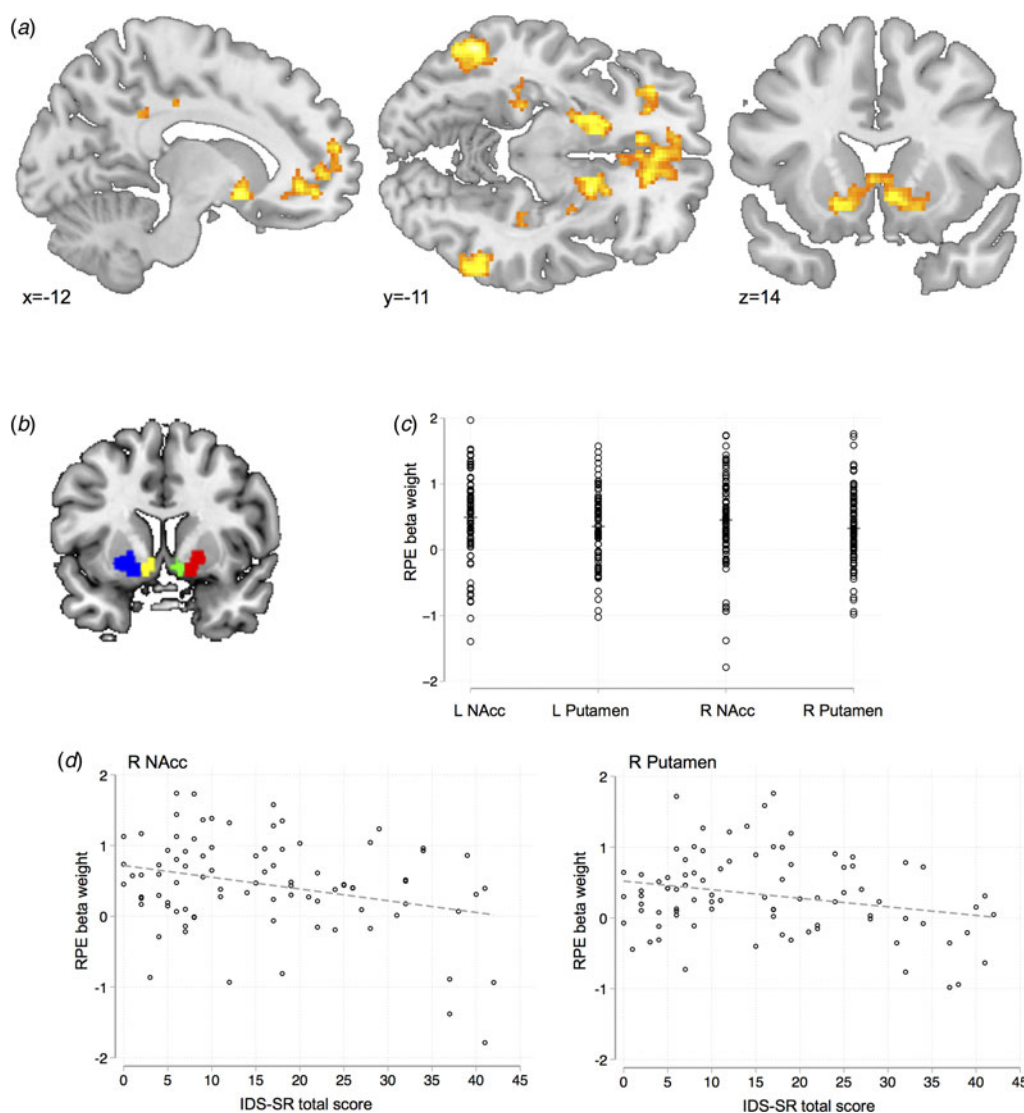 (a)
x=-12 y=-11 z=14
(b)
(c)
2
1
0
−1
−2
RPE beta weight
L NAcc L Putamen R NAcc R Putamen
(d) R NAcc
2
1
0
-1
-2
RPE beta weight
0 5 10 15 20 25 30 35 40 45
IDS-SR total score
R Putamen
2
1
0
-1
-2
RPE beta weight
0 5 10 15 20 25 30 35 40 45
IDS-SR total score